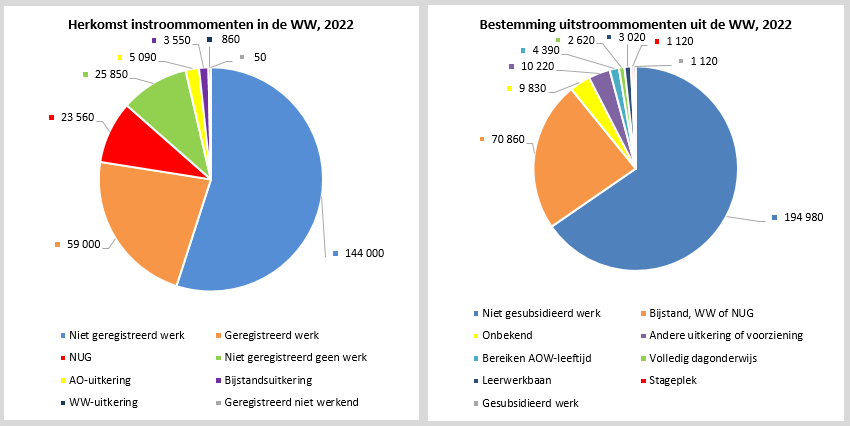 Herkomst instroommomenten in de WW, 2022
3 550
860
5 090
50
25 850
23 560
59 000
144 000
Niet geregistreerd werk
Geregistreerd werk
NUG
Niet geregistreerd geen werk
AO-uitkering
Bijstandsuitkering
WW-uitkering
Geregistreerd niet werkend
Bestemming uitstroommomenten uit de WW, 2022
2 620
3 020
1 120
4 390
1 120
10 220
9 830
70 860
194 980
Niet gesubsidieerd werk
Bijstand, WW of NUG
Onbekend
Andere uitkering of voorziening
Bereiken AOW-leeftijd
Volledig dagonderwijs
Leerwerkbaan
Stageplek
Gesubsidieerd werk